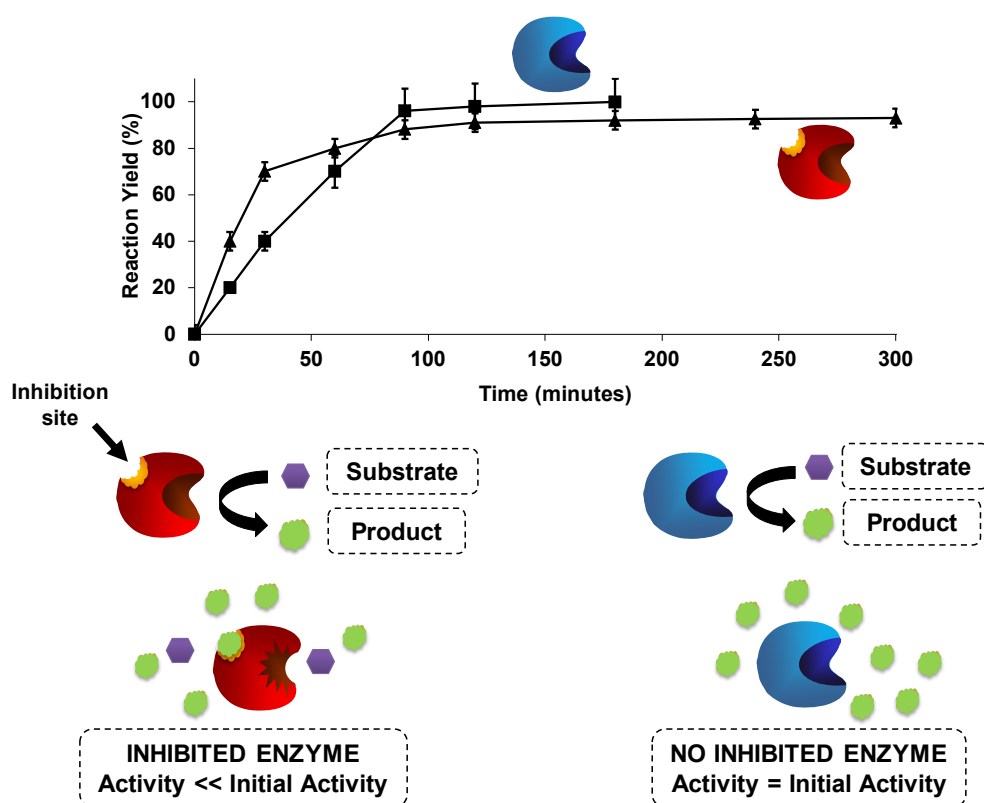 Reaction Yield (%)
100
80
60
40
20
0
0 50 100 150 200 250 300
Time (minutes)
Inhibition
site
Substrate
Product
Substrate
Product
INHIBITED ENZYME
Activity << Initial Activity
NO INHIBITED ENZYME
Activity = Initial Activity